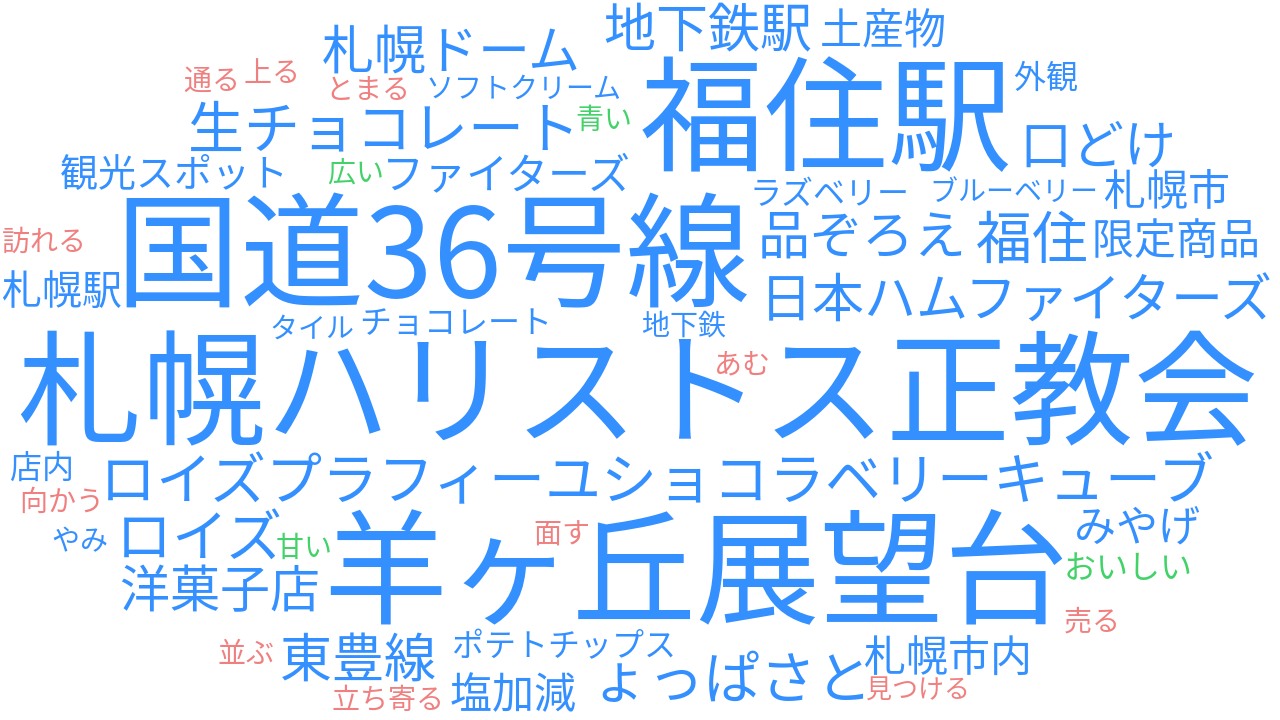 地下鉄駅 土産物
札幌ドーム
通る 上る とまる ソフトクリーム 福住駅 外観
生チョコレート 青い 口どけ
観光スポット 広い ファイターズ ラズベリー ブルーベリー 札幌市
訪れる 国道36号線 品ぞろえ 福住 限定商品
札幌駅 日本ハムファイターズ
タイル チョコレート 地下鉄
札幌ハリストス正教会
あむ
店内 ロイズプラフィーユショコラベリーキューブ
向かう
やみ ロイズ 甘い 羊ヶ丘展望台 面す みやげ
洋菓子店 おいしい
売る
並ぶ 東豊線 ポテトチップス 札幌市内
立ち寄る 塩加減 ょっぱさと 見つける